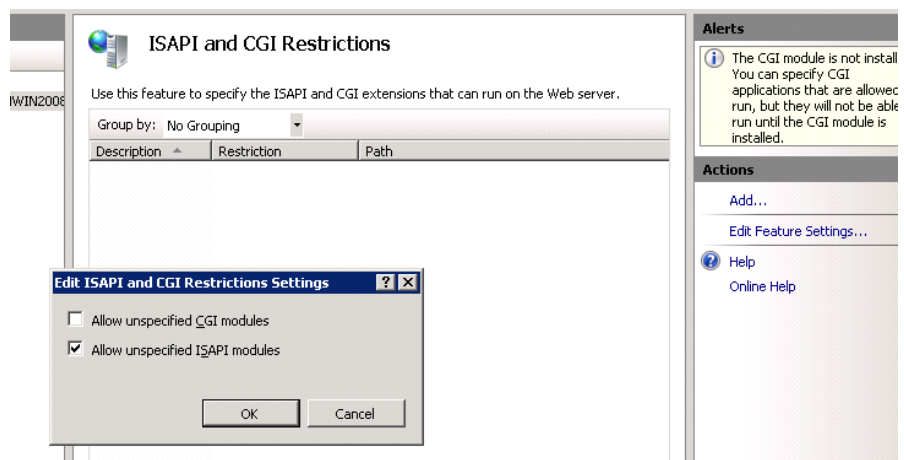 ISAPI and CGI Restrictions
Use this feature to specify the ISAPI and CGI extensions that can run on the Web server.
Group by: No Grouping
Description Restriction Path
WIN2008
Edit ISAPI and CGI Restrictions Settings
Allow unspecified CGI modules
Allow unspecified ISAPI modules
OK Cancel
Alerts
The CGI module is not install
You can specify CGI
applications that are allowed
run, but they will not be able
run until the CGI module is
installed.
Actions
Add...
Edit Feature Settings...
Help
Online Help